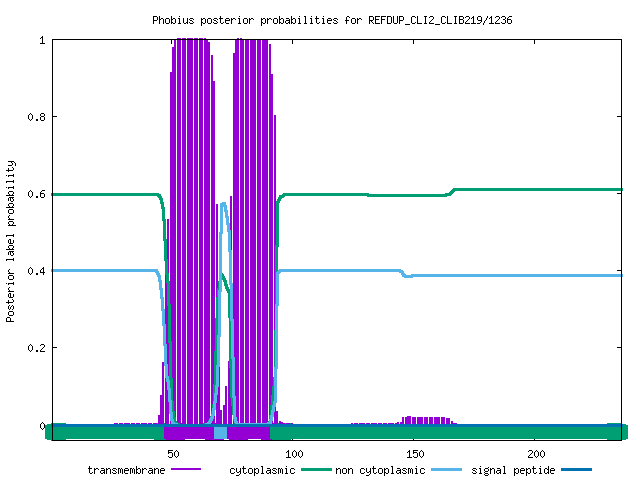 Phobius posterior probabilities for REFDUP_CLI2_CLIB219/1236
1
0.8
0.6
0.4
0.2
0
Posterior label probability
50
100
150
200
transmembrane
cytoplasmic
non cytoplasmic
signal peptide